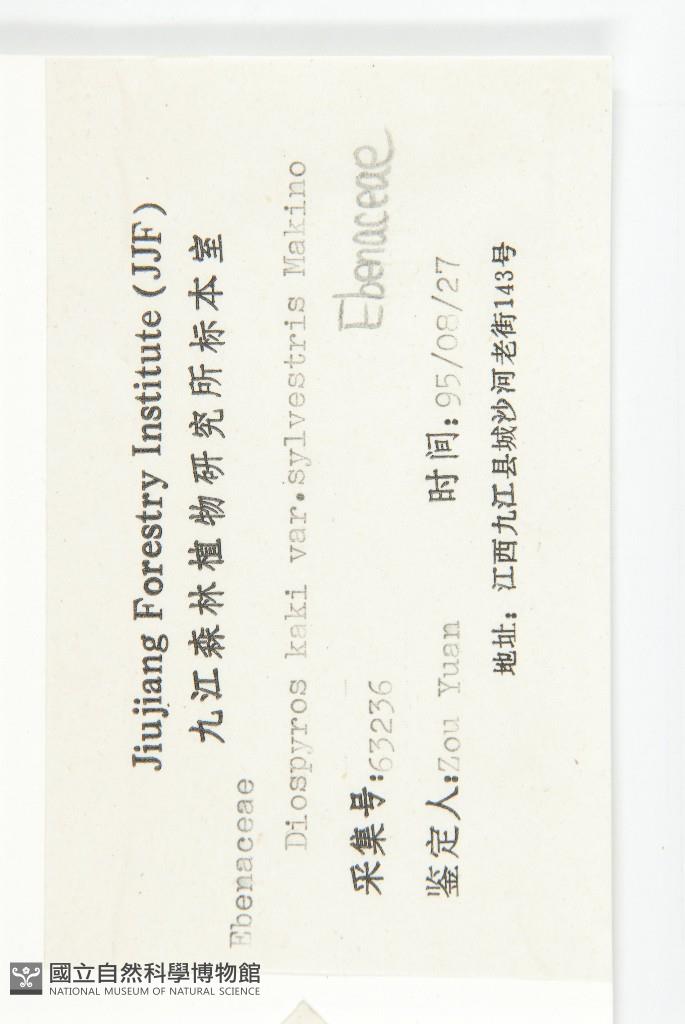 Jiujiang Forestry Institute (JJF)
九江森林植物研究所标本室
Ebenaceae
Diospyros kaki var.sylvestris Makino
Ebenaceae
采集号:63236
鉴定人:Zou Yuan 时间:95/08/27
地址: 江西九江县城沙河老街143号
國立自然科學博物館
NATIONAL MUSEUM OF NATURAL SCIENCE